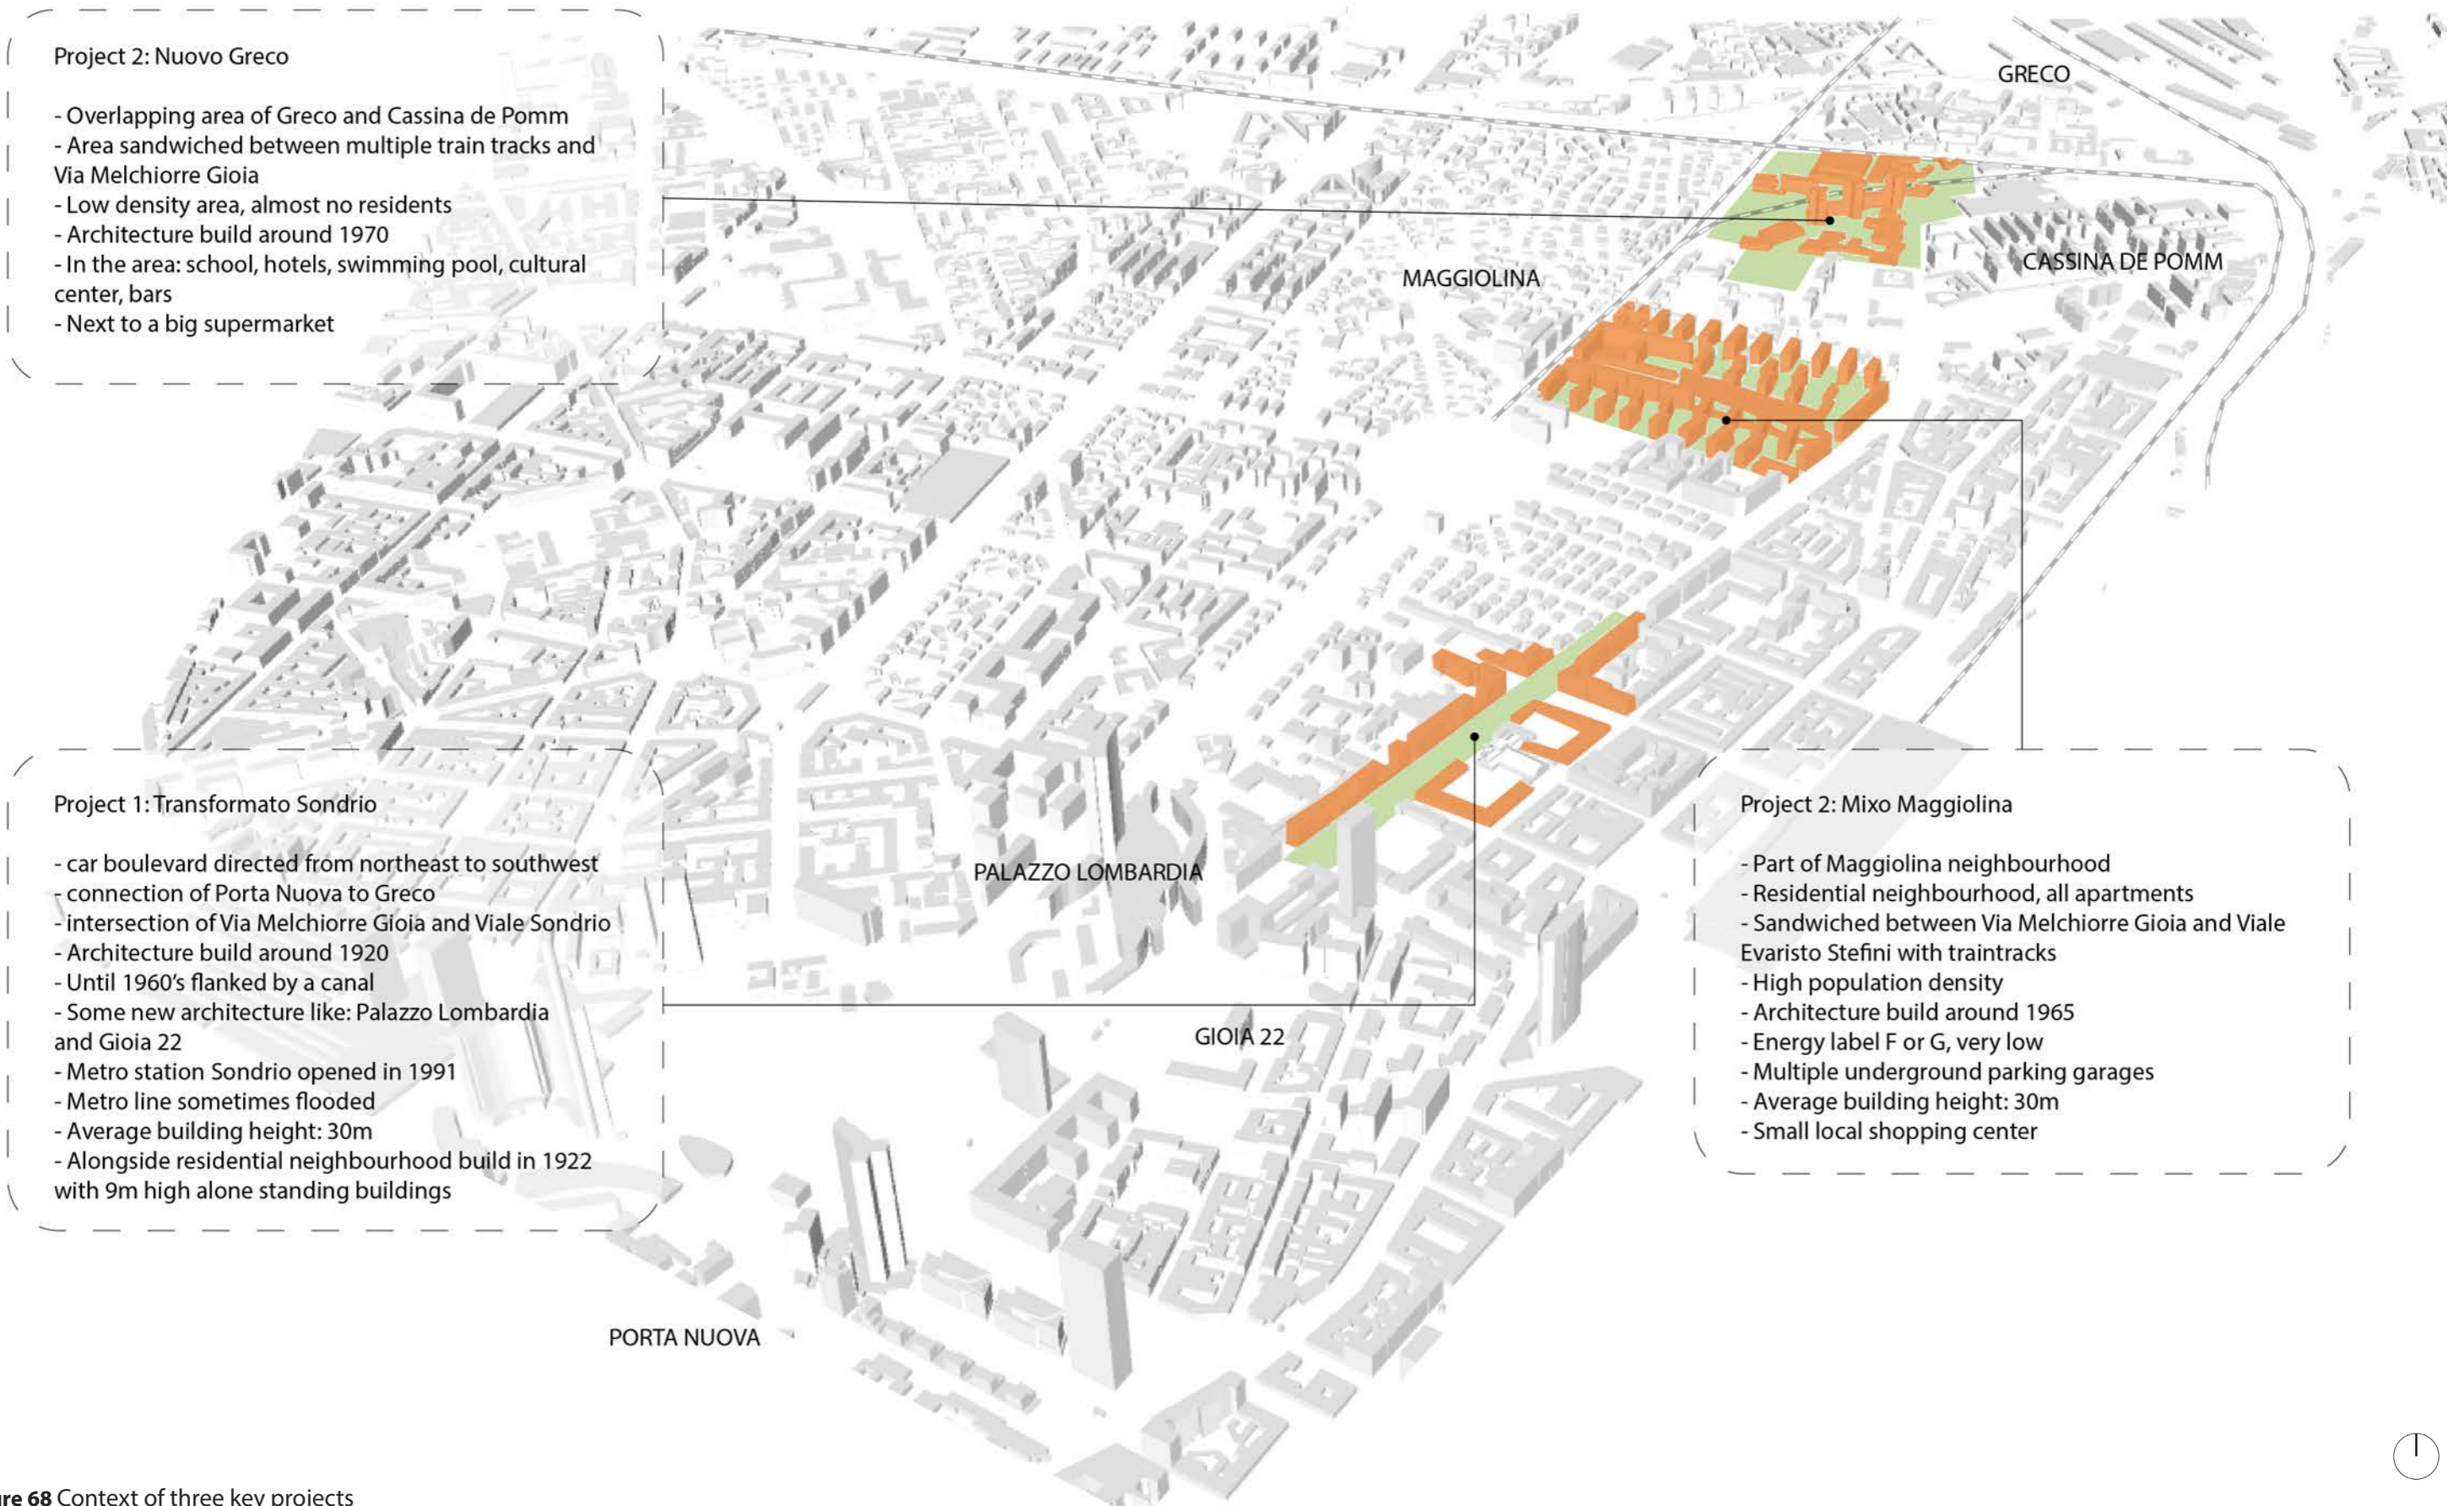 Project 2: Nuovo Greco
- Overlapping area of Greco and Cassina de Pomm
- Area sandwiched between multiple train tracks and
Via Melchiorre Gioia
- Low density area, almost no residents
- Architecture build around 1970
- In the area: school, hotels, swimming pool, cultural
center, bars
- Next to a big supermarket
GRECO
CASSINA DE POMM
MAGGIOLINA
Project 1: Transformato Sondrio
- car boulevard directed from northeast to southwest
- connection of Porta Nuova to Greco
- intersection of Via Melchiorre Gioia and Viale Sondrio
- Architecture build around 1920
- Until 1960's flanked by a canal
- Some new architecture like: Palazzo Lombardia
and Gioia 22
- Metro station Sondrio opened in 1991
- Metro line sometimes flooded
- Average building height: 30m
- Alongside residential neighbourhood build in 1922
with 9m high alone standing buildings
PALAZZO LOMBARDIA
GIOIA 22
PORTA NUOVA
Project 2: Mixo Maggiolina
- Part of Maggiolina neighbourhood
- Residential neighbourhood, all apartments
- Sandwiched between Via Melchiorre Gioia and Viale
Evaristo Stefini with traintracks
- High population density
- Architecture build around 1965
- Energy label F or G, very low
- Multiple underground parking garages
- Average building height: 30m
- Small local shopping center
ure 68 Context of three key projects